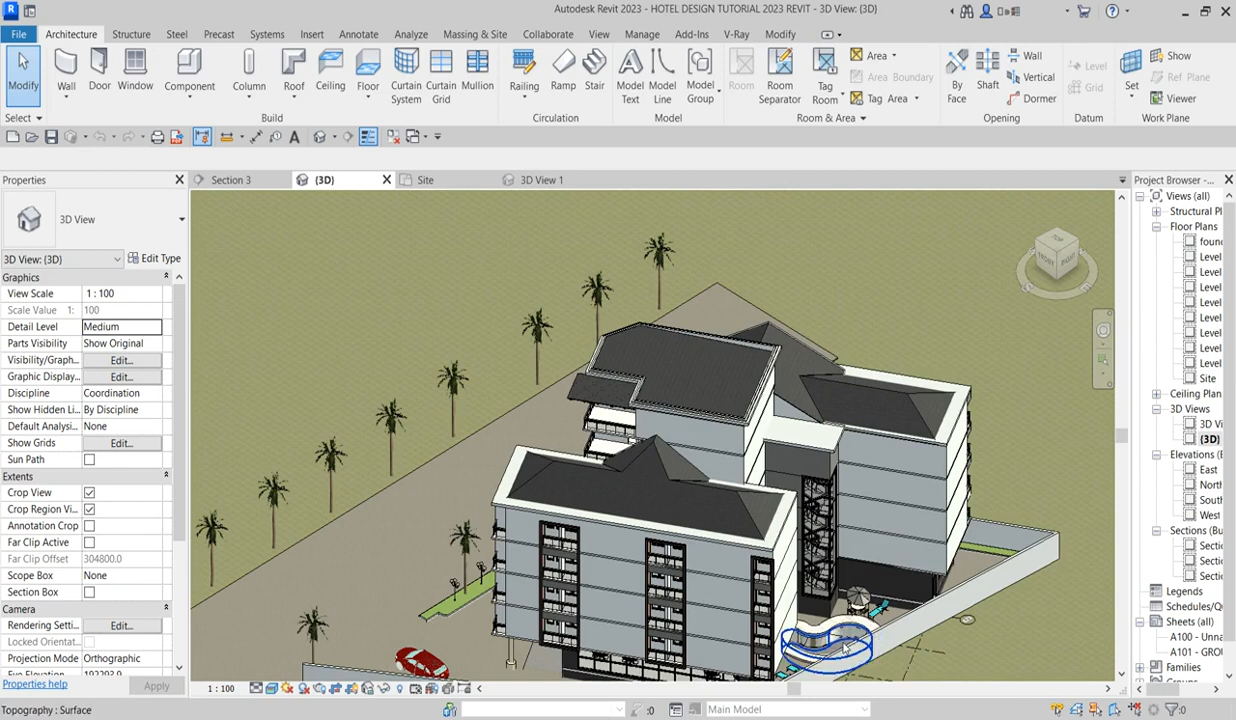 Autodesk Revit 2023 - HOTEL DESIGN TUTORIAL 2023 REVIT - 3D View: {3D}
File Architecture Structure Steel Precast Systems Insert Annotate Analyze Massing & Site Collaborate View Manage Add-Ins V-Ray Modify
Modify Wall Door Window Component Column Roof Ceiling Floor Curtain System Curtain Grid Mullion Railing Ramp Stair Model Text Model Line Model Group Room Room Separator Tag Room Area Area Boundary Tag Area By Face Shaft Wall Vertical Dormer Level Grid Set Show Ref Plane Viewer
Select Build Circulation Model Room & Area Opening Datum Work Plane
Properties
Section 3 (3D) Site 3D View 1
Project Browser -...
3D View
3D View: {3D} Edit Type
Graphics
View Scale 1 : 100
Scale Value 1: 100
Detail Level Medium
Parts Visibility Show Original
Visibility/Graph... Edit...
Graphic Display... Edit...
Discipline Coordination
Show Hidden Li... By Discipline
Default Analysi... None
Show Grids Edit...
Sun Path
Extents
Crop View
Crop Region Vi...
Annotation Crop
Far Clip Active
Far Clip Offset 304800.0
Scope Box None
Section Box
Camera
Rendering Setti... Edit...
Locked Orientat...
Projection Mode Orthographic
Properties help Apply
TOP
FRONT RIGHT
Views (all)
Structural Pl
Floor Plans
foun
Level
Level
Level
Level
Level
Level
Level
Level
Site
Ceiling Plan
3D Views
3D Vi
(3D)
Elevations (E
East
Nort
Sout
West
Sections (Bu
Secti
Secti
Secti
Legends
Schedules/Qu
Sheets (all)
A100 - Unna
A101 - GROU
Families
1 : 100
Topography : Surface
:0 Main Model :0